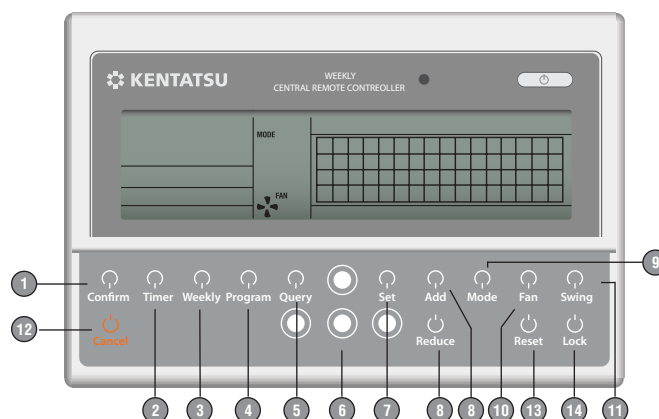 KENTATSU
WEEKLY
CENTRAL REMOTE CONTREOLLER
MODE
FAN
9
1
Confirm Timer Weekly Program Query Set Add Mode Fan Swing
11
12
Cancel Reduce Reset Lock
2 3 4 5 6 7 8 8 10 13 14